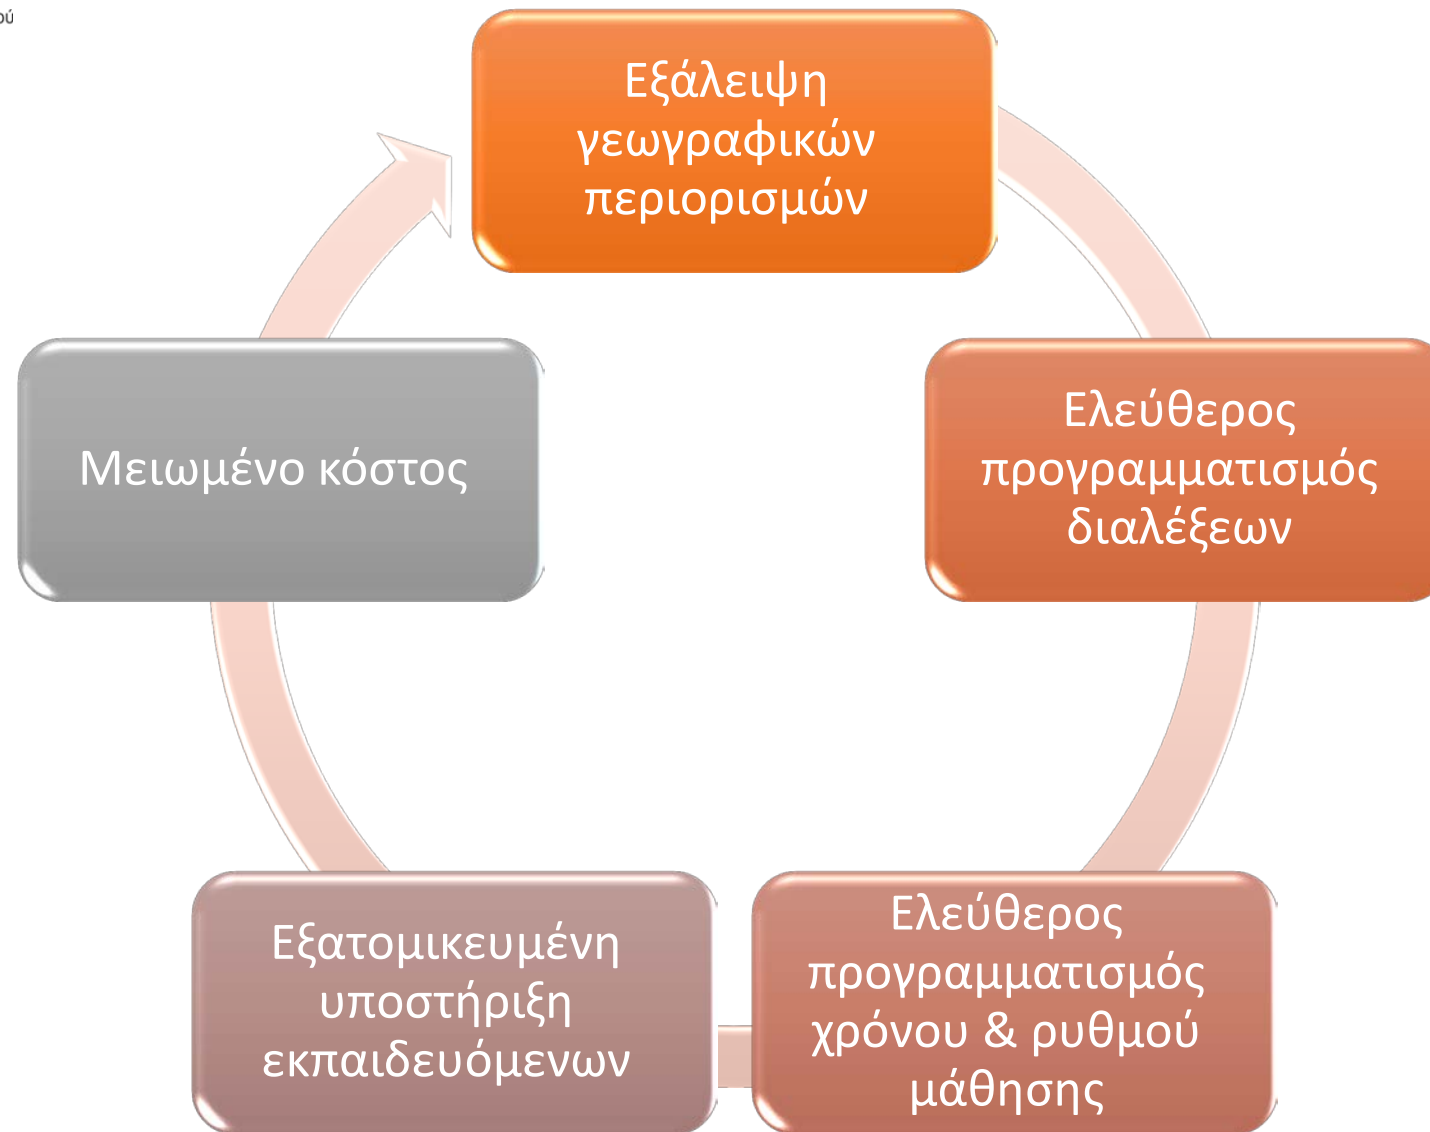 Εξάλειψη
γεωγραφικών
περιορισμών
Ελεύθερος
προγραμματισμός
διαλέξεων
Ελεύθερος
προγραμματισμός
χρόνου & ρυθμού
μάθησης
Εξατομικευμένη
υποστήριξη
εκπαιδευόμενων
Μειωμένο κόστος